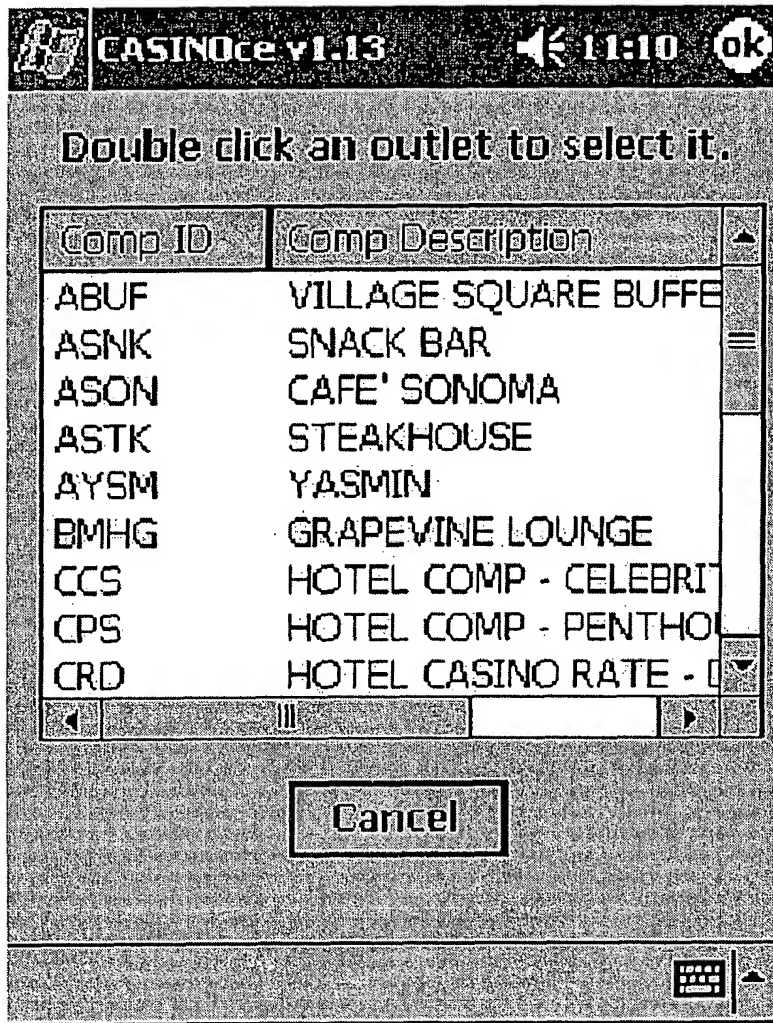 CASINOce v1.13 11:10 ok
Double click an outlet to select it.
Comp ID Comp Description
ABUF VILLAGE SQUARE BUFFE
ASNK SNACK BAR
ASON CAFE' SONOMA
ASTK STEAKHOUSE
AYSM YASMIN
BMHG GRAPEVINE LOUNGE
CCS HOTEL COMP - CELEBRIT
CPS HOTEL COMP - PENTHOU
CRD HOTEL CASINO RATE - D
Cancel